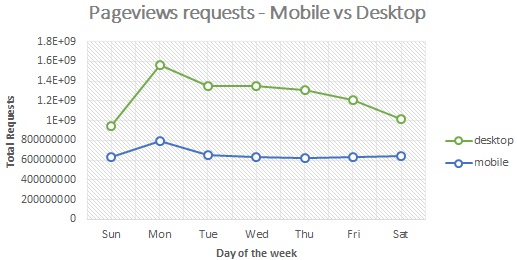 Pageviews requests - Mobile vs Desktop
1.8E+09
1.6E+09
1.4E+09
1.2E+09
1E+09
800000000
600000000
400000000
200000000
0
Total Requests
Sun Mon Tue Wed Thu Fri Sat
Day of the week
desktop
mobile